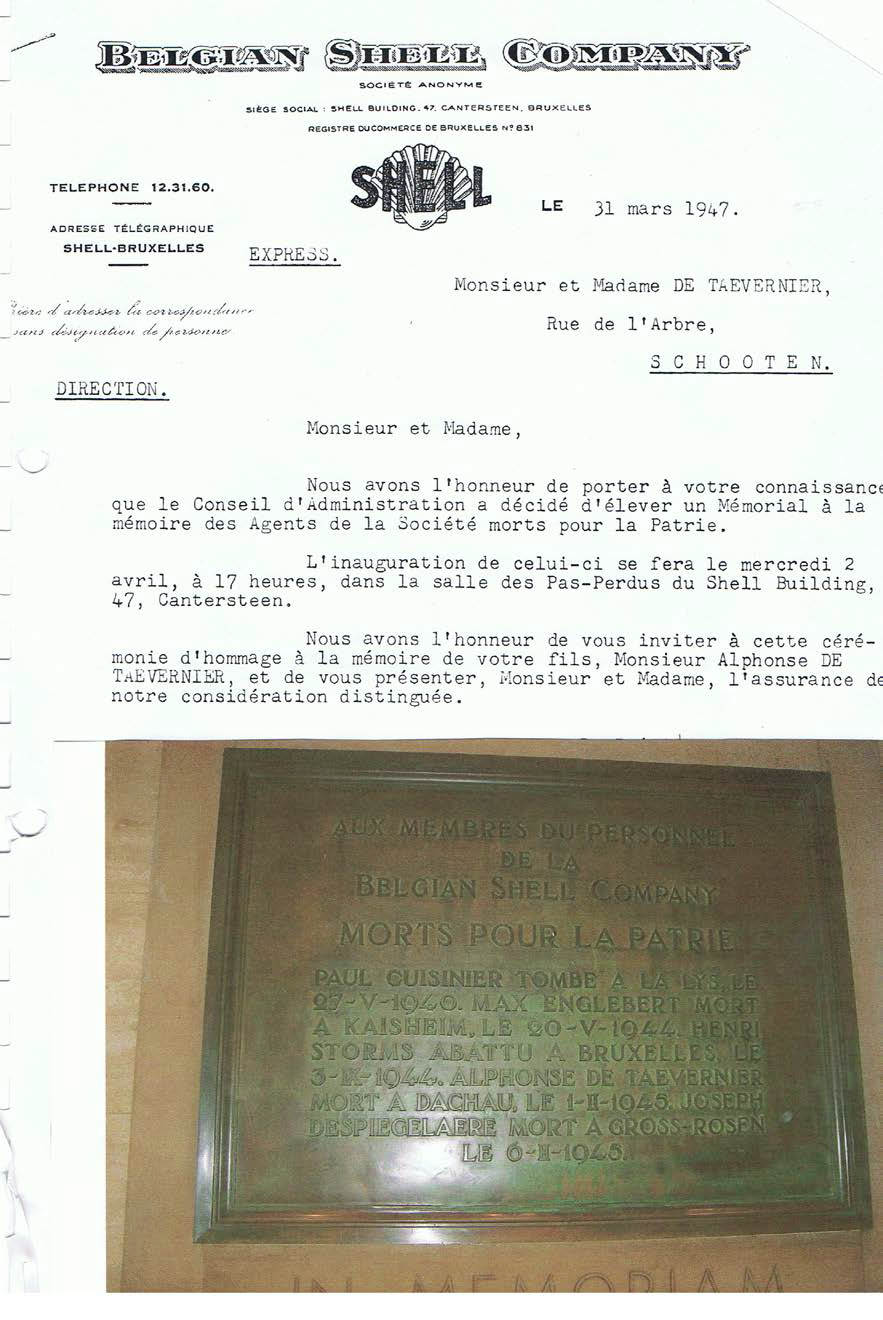 BELGIAN SHELL COMPANY
SOCIÉTÉ ANONYME
SIÈGE SOCIAL : SHELL BUILDING, 47, CANTERSTEEN, BRUXELLES
REGISTRE DU COMMERCE DE BRUXELLES Nº 831
SHELL
TELEPHONE 12.31.60.
LE 31 mars 1947.
ADRESSE TÉLÉGRAPHIQUE
SHELL-BRUXELLES
EXPRESS.
Monsieur et Madame DE TAEVERNIER,
d'adresser la correspondance
sans désignation de personne
Rue de l'Arbre,
S C H O O T E N.
DIRECTION.
Monsieur et Madame,
Nous avons l'honneur de porter à votre connaissance
que le Conseil d'Administration a décidé d'élever un Mémorial à la
mémoire des Agents de la Société morts pour la Patrie.
L'inauguration de celui-ci se fera le mercredi 2
avril, à 17 heures, dans la salle des Pas-Perdus du Shell Building,
47, Cantersteen.
Nous avons l'honneur de vous inviter à cette céré-
monie d'hommage à la mémoire de votre fils, Monsieur Alphonse DE
TAEVERNIER, et de vous présenter, Monsieur et Madame, l'assurance de
notre considération distinguée.
AUX MEMBRES DU PERSONNEL
DE LA
BELGIAN SHELL COMPANY
MORTS POUR LA PATRIE
PAUL CUISINIER TOMBE A LA LYS, LE
27-V-1940. MAX ENGLEBERT MORT
A KAISHEIM, LE 20-V-1944. HENRI
STORMS ABATTU A BRUXELLES, LE
3-IX-1944. ALPHONSE DE TAEVERNIER
MORT A DACHAU, LE 1-II-1945. JOSEPH
DESPIEGELAERE MORT A GROSS-ROSEN
LE 6-II-1945.
IN MEMORIAM